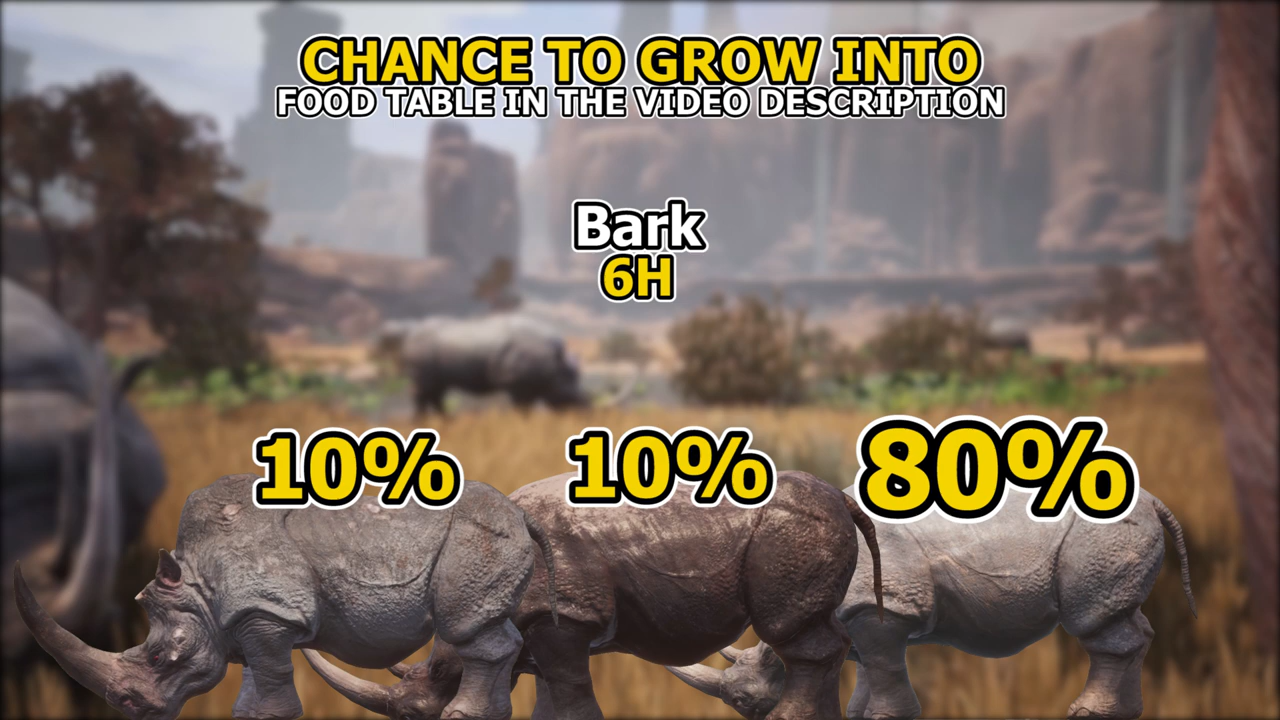 CHANCE TO GROW INTO
FOOD TABLE IN THE VIDEO DESCRIPTION
Bark
6H
10% 10% 80%